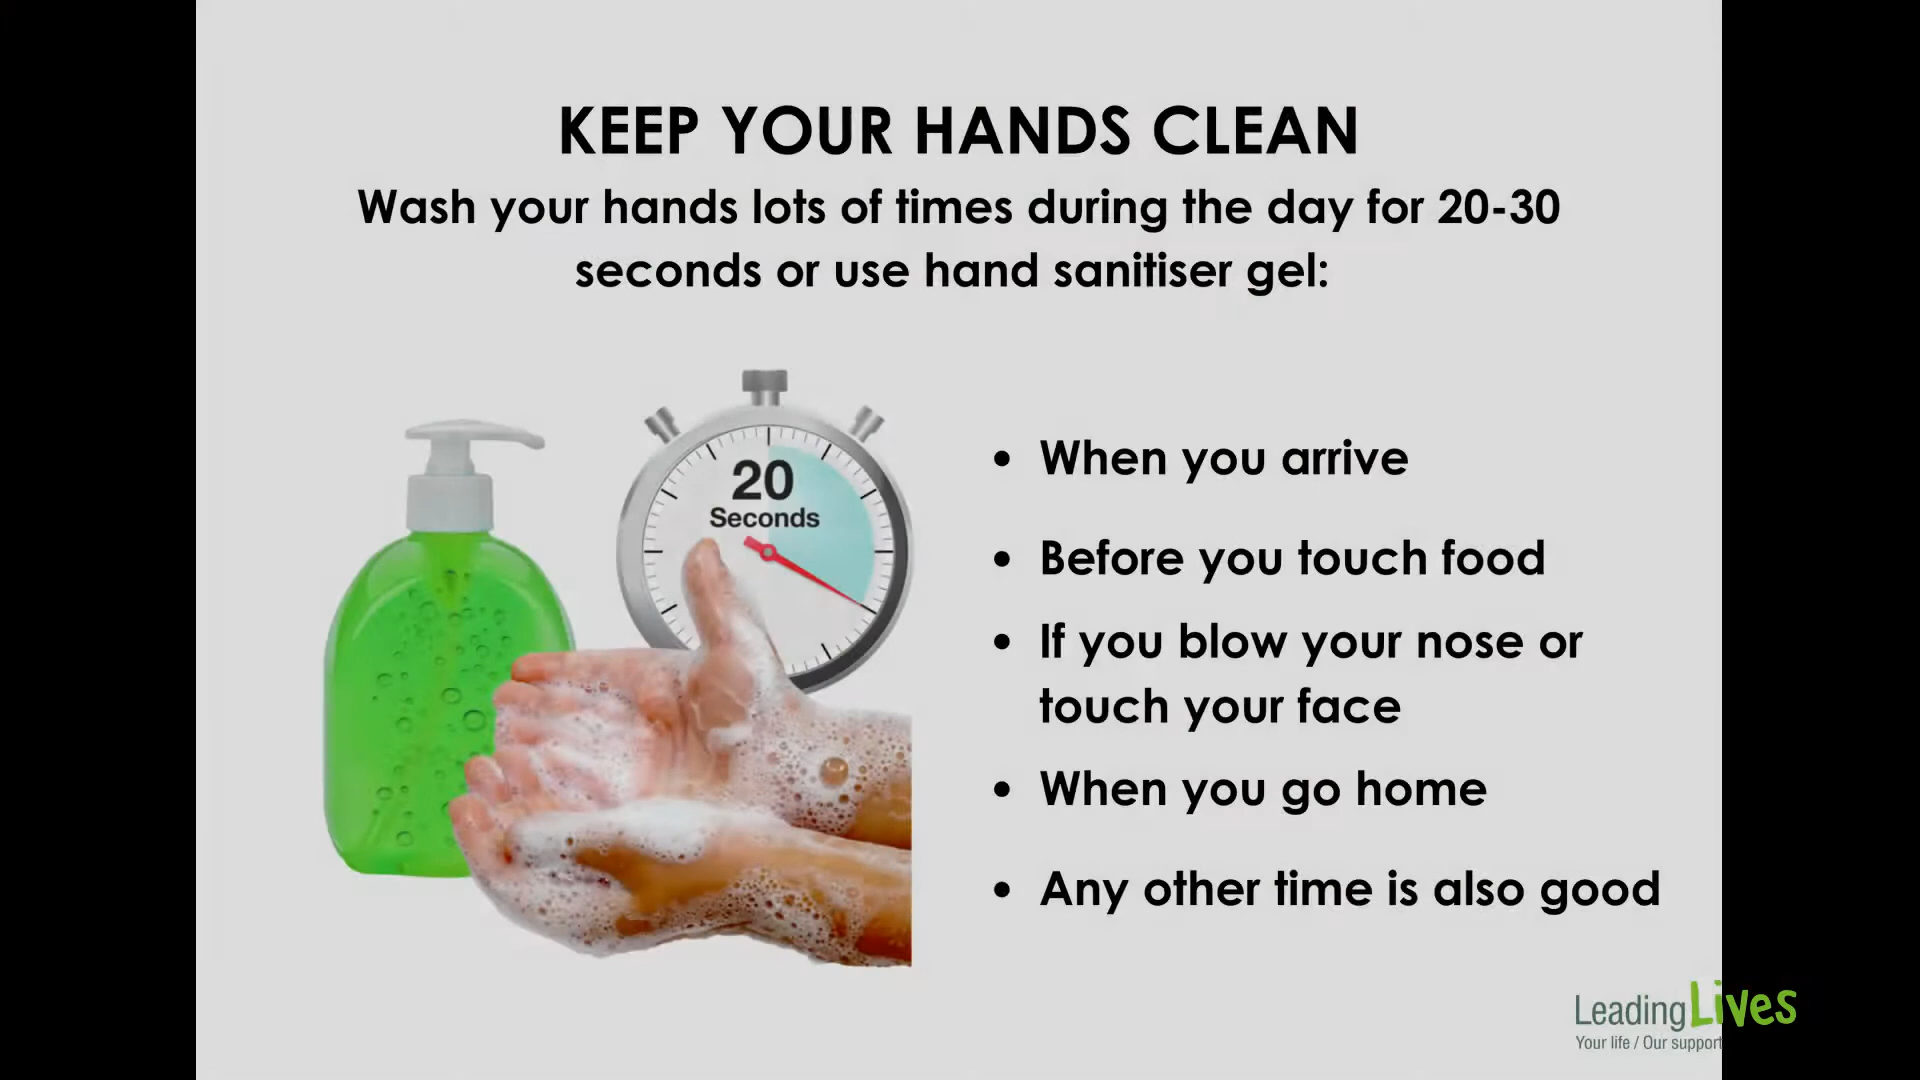 KEEP YOUR HANDS CLEAN
Wash your hands lots of times during the day for 20-30
seconds or use hand sanitiser gel:
20
Seconds
• When you arrive
• Before you touch food
• If you blow your nose or
touch your face
• When you go home
• Any other time is also good
LeadingLives
Your life / Our support